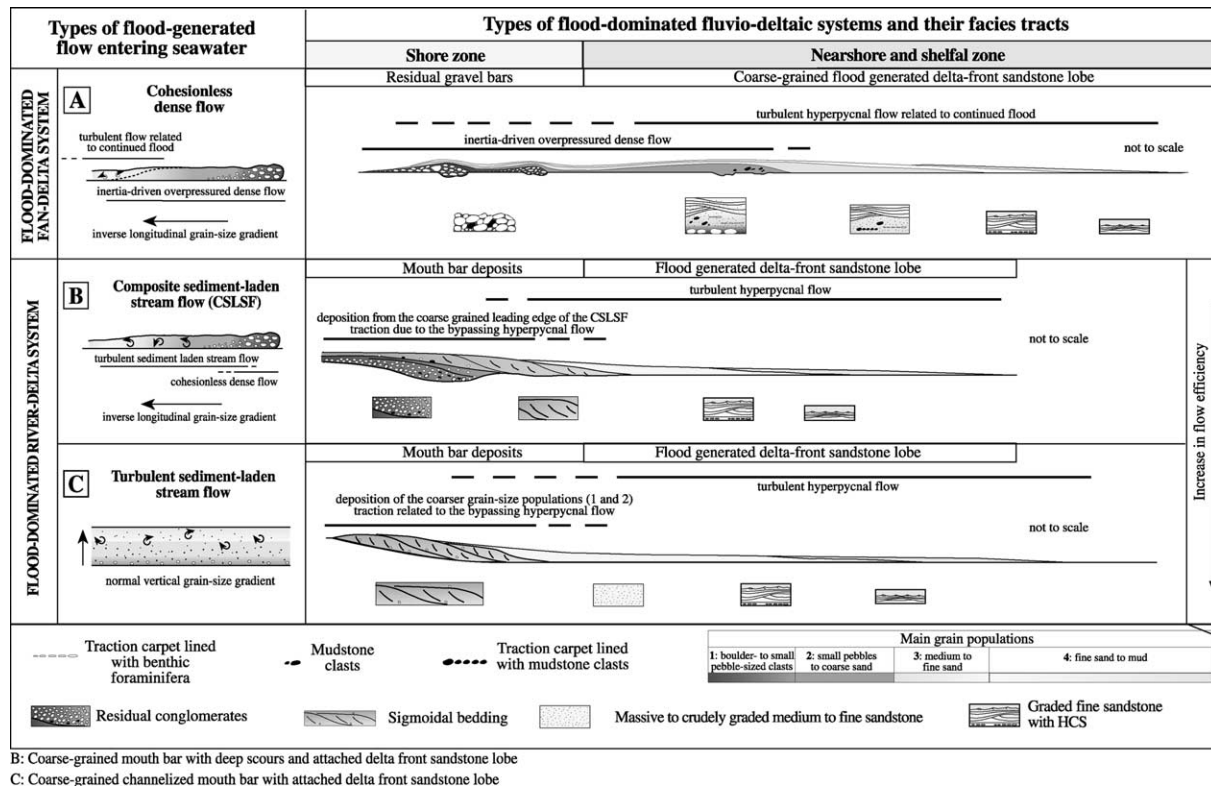 Types of flood-generated
flow entering seawater
Types of flood-dominated fluvio-deltaic systems and their facies tracts
Shore zone
Nearshore and shelfal zone
FLOOD-DOMINATED
FAN-DELTA SYSTEM
A
Cohesionless
dense flow
turbulent flow related
to continued flood
inertia-driven overpressured dense flow
inverse longitudinal grain-size gradient
Residual gravel bars
Coarse-grained flood generated delta-front sandstone lobe
turbulent hyperpycnal flow related to continued flood
inertia-driven overpressured dense flow
not to scale
FLOOD-DOMINATED RIVER-DELTA SYSTEM
B
Composite sediment-laden
stream flow (CSLSF)
turbulent sediment laden stream flow
cohesionless dense flow
inverse longitudinal grain-size gradient
Mouth bar deposits
Flood generated delta-front sandstone lobe
turbulent hyperpycnal flow
deposition from the coarse grained leading edge of the CSLSF
traction due to the bypassing hyperpycnal flow
not to scale
Increase in flow efficiency
C
Turbulent sediment-laden
stream flow
normal vertical grain-size gradient
Mouth bar deposits
Flood generated delta-front sandstone lobe
turbulent hyperpycnal flow
deposition of the coarser grain-size populations (1 and 2)
traction related to the bypassing hyperpycnal flow
not to scale
Traction carpet lined
with benthic
foraminifera
Mudstone
clasts
Traction carpet lined
with mudstone clasts
Main grain populations
1: boulder- to small
pebble-sized clasts
2: small pebbles
to coarse sand
3: medium to
fine sand
4: fine sand to mud
Residual conglomerates
Sigmoidal bedding
Massive to crudely graded medium to fine sandstone
Graded fine sandstone
with HCS
B: Coarse-grained mouth bar with deep scours and attached delta front sandstone lobe
C: Coarse-grained channelized mouth bar with attached delta front sandstone lobe